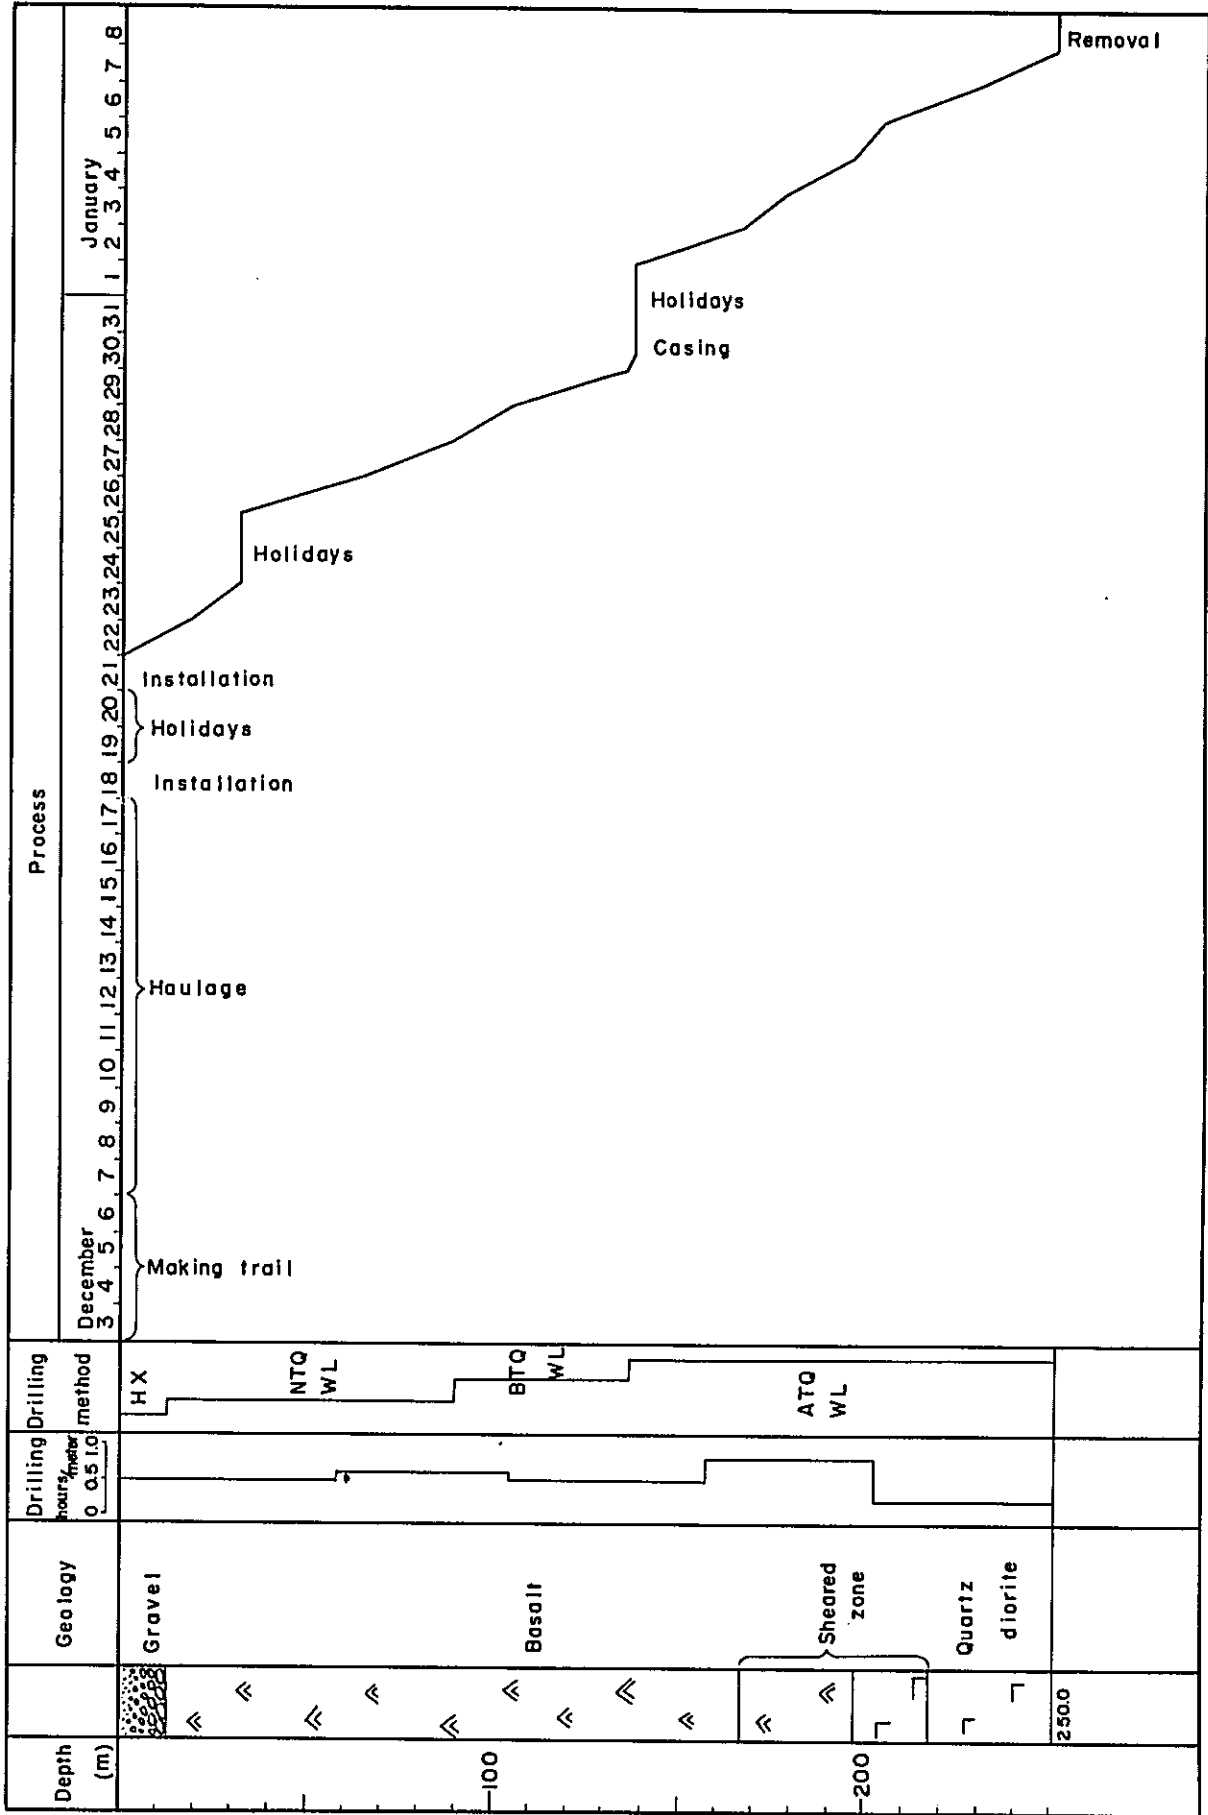 Depth
(m)
Geology
Drilling
hours/meter
0 0.5 1.0
Drilling
method
Process
December
January
3 4 5 6 7 8 9 10 11 12 13 14 15 16 17 18 19 20 21 22 23 24 25 26 27 28 29 30 31 1 2 3 4 5 6 7 8
Gravel
HX
Making trail
Haulage
Installation
Holidays
Installation
NTQ
WL
Holidays
100
Basalt
BTQ
WL
Casing
Holidays
200
Sheared
zone
ATQ
WL
Quartz
diorite
250.0
Removal